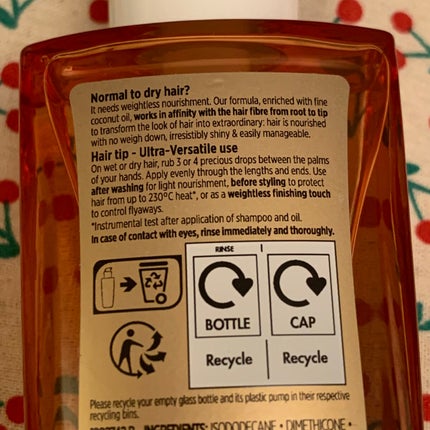 Normal to dry hair?
It needs weightless nourishment. Our formula, enriched with fine
coconut oil, works in affinity with the hair fibre from root to tip
to transform the look of hair into extraordinary: hair is nourished
with no weigh down, irresistibly shiny & easily manageable.
Hair tip - Ultra-Versatile use
On wet or dry hair, rub 3 or 4 precious drops between the palms
of your hands. Apply evenly through the lengths and ends. Use
after washing for light nourishment, before styling to protect
hair from up to 230°C heat*, or as a weightless finishing touch
to control flyaways.
*Instrumental test after application of shampoo and oil.
In case of contact with eyes, rinse immediately and thoroughly.
RINSE
BOTTLE
CAP
Recycle
Recycle
Please recycle your empty glass bottle and its plastic pump in their respective
recycling bins.
INGREDIENTS: ISODODECANE • DIMETHICONE •